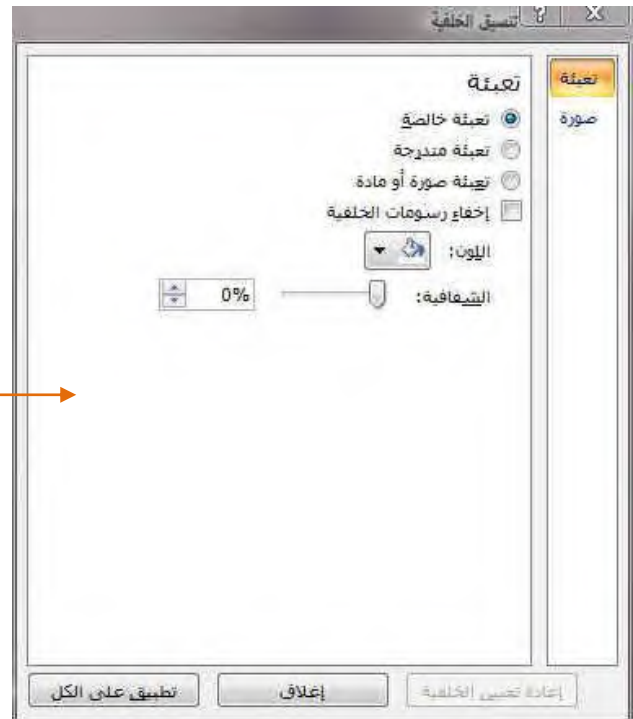 تنسيق الخلفية
تعبئة
صورة
تعبئة
تعبئة خالصة
تعبئة متدرجة
تعبئة صورة أو مادة
إخفاء رسومات الخلفية
اللون:
الشفافية: 0%
إعادة تعيين الخلفية
إغلاق
تطبيق على الكل